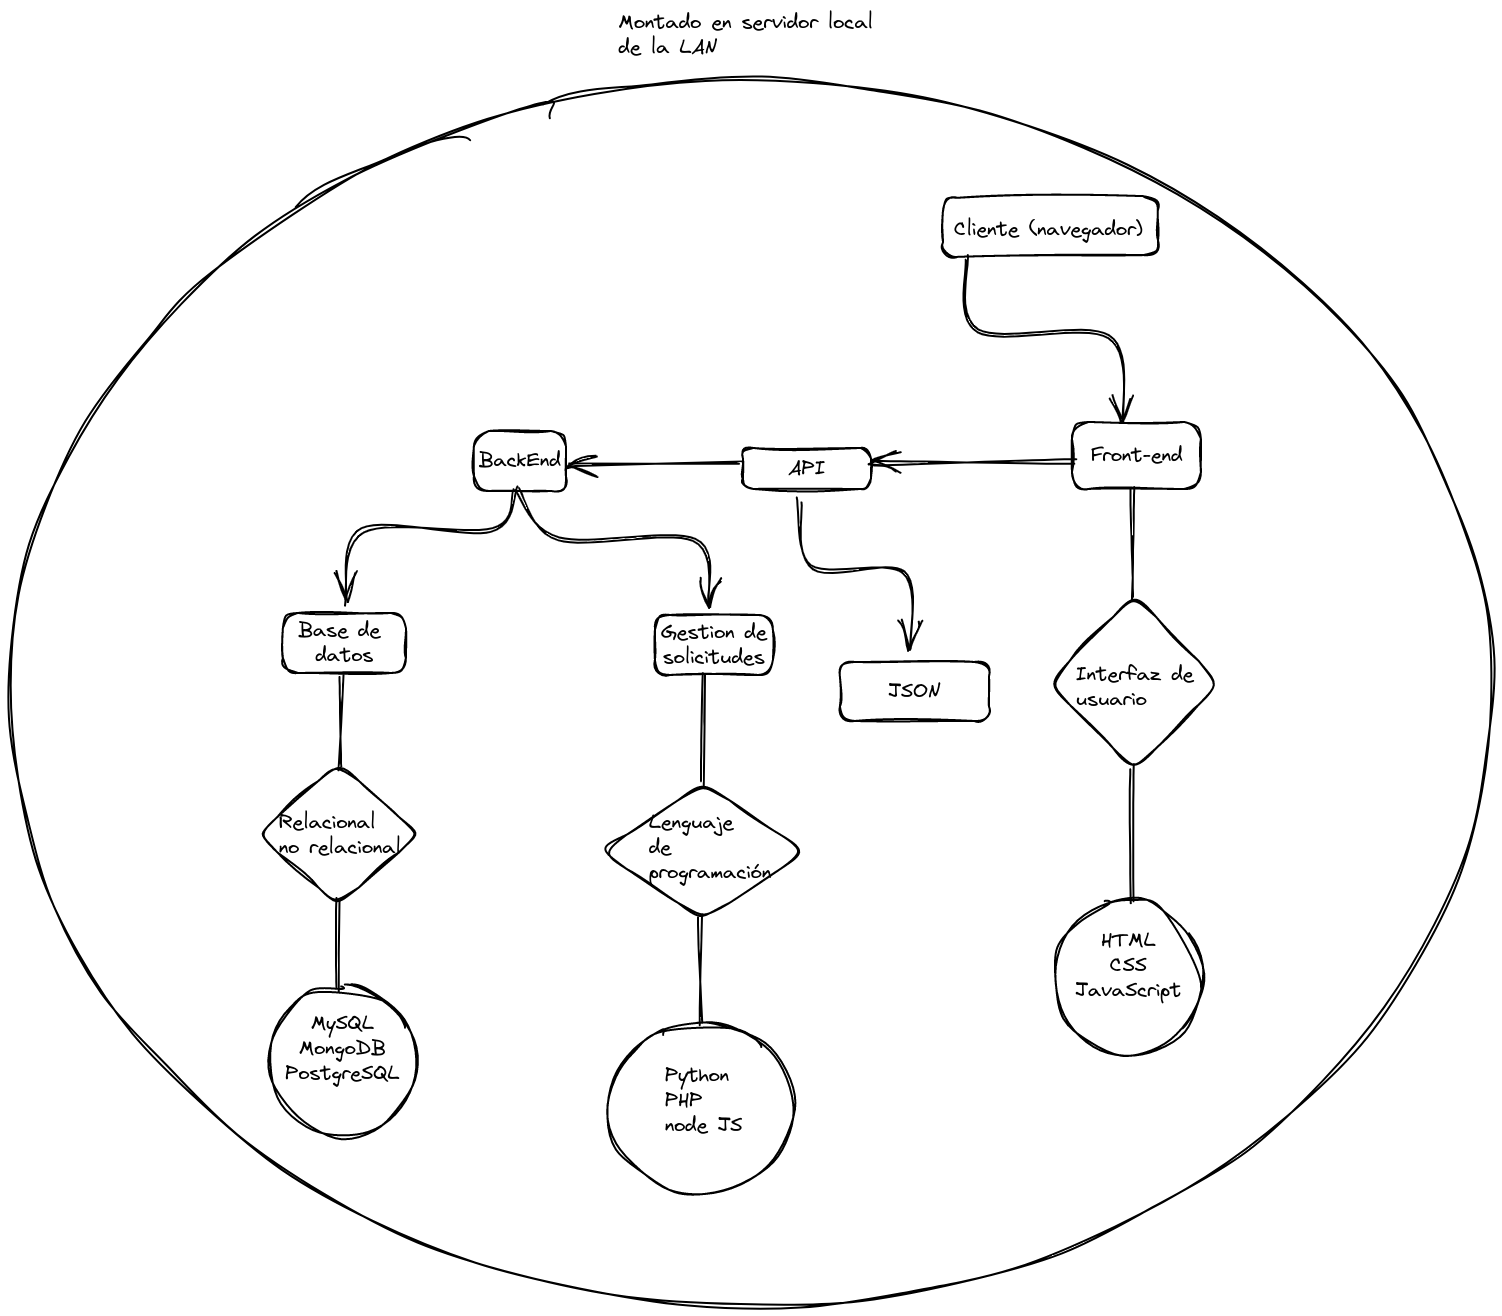 Montado en servidor local
de la LAN
Cliente (navegador)
BackEnd
API
Front-end
Base de
datos
Gestion de
solicitudes
JSON
Interfaz de
usuario
Relacional
no relacional
Lenguaje
de
programación
HTML
CSS
JavaScript
MySQL
MongoDB
PostgreSQL
Python
PHP
node JS